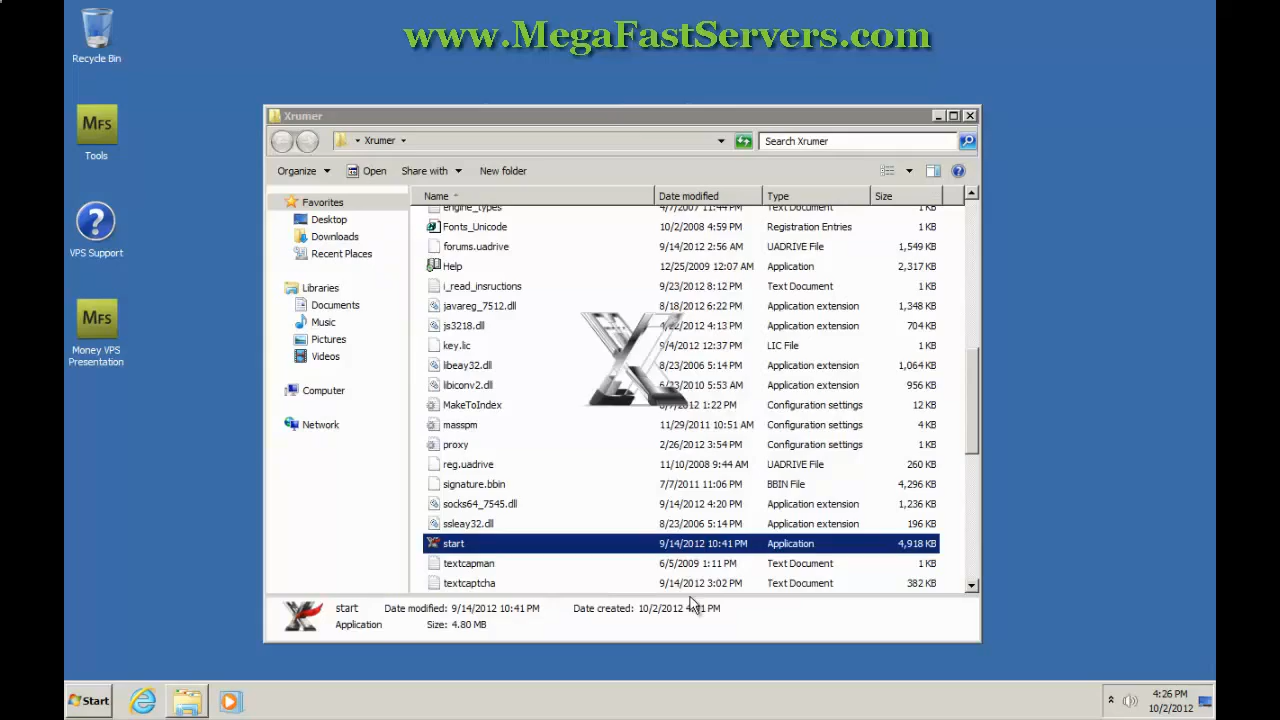 www.MegaFastServers.com
Recycle Bin
MFS
Tools
VPS Support
MFS
Money VPS
Presentation
Xrumer
Xrumer
Search Xrumer
Organize Open Share with New folder
Favorites
Desktop
Downloads
Recent Places
Libraries
Documents
Music
Pictures
Videos
Computer
Network
Name Date modified Type Size
engine_types 4/7/2007 11:44 PM Text Document 1 KB
Fonts_Unicode 10/2/2008 4:59 PM Registration Entries 1 KB
forums.uadrive 9/14/2012 2:56 AM UADRIVE File 1,549 KB
Help 12/25/2009 12:07 AM Application 2,317 KB
i_read_insructions 9/23/2012 8:12 PM Text Document 1 KB
javareg_7512.dll 8/18/2012 6:22 PM Application extension 1,348 KB
js3218.dll /2012 4:13 PM Application extension 704 KB
key.lic 9/4/2012 12:37 PM LIC File 1 KB
libeay32.dll 8/23/2006 5:14 PM Application extension 1,064 KB
libiconv2.dll /2010 5:53 AM Application extension 956 KB
MakeToIndex /2012 1:22 PM Configuration settings 12 KB
masspm 11/29/2011 10:51 AM Configuration settings 4 KB
proxy 2/26/2012 3:54 PM Configuration settings 1 KB
reg.uadrive 11/10/2008 9:44 AM UADRIVE File 260 KB
signature.bbin 7/7/2011 11:06 PM BBIN File 4,296 KB
socks64_7545.dll 9/14/2012 4:20 PM Application extension 1,236 KB
ssleay32.dll 8/23/2006 5:14 PM Application extension 196 KB
start 9/14/2012 10:41 PM Application 4,918 KB
textcapman 6/5/2009 1:11 PM Text Document 1 KB
textcaptcha 9/14/2012 3:02 PM Text Document 382 KB
start Date modified: 9/14/2012 10:41 PM Date created: 10/2/2012 PM
Application Size: 4.80 MB
Start
4:26 PM
10/2/2012